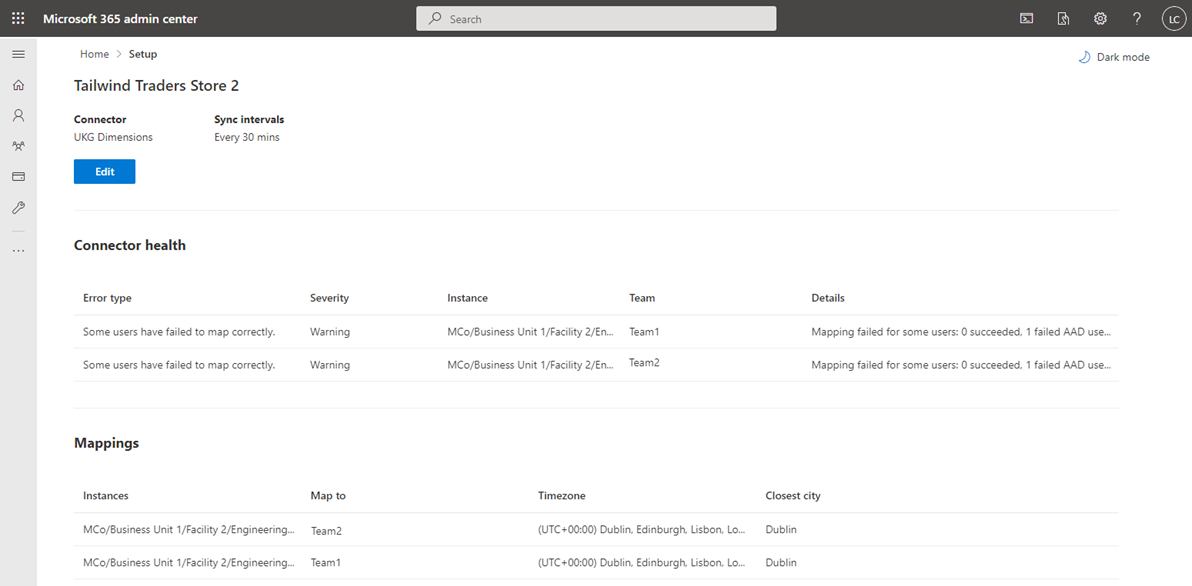 Microsoft 365 admin center
Search
LC
Home > Setup
Dark mode
Tailwind Traders Store 2
Connector Sync intervals
UKG Dimensions Every 30 mins
Edit
Connector health
Error type Severity Instance Team Details
Some users have failed to map correctly. Warning MCo/Business Unit 1/Facility 2/En... Team1 Mapping failed for some users: 0 succeeded, 1 failed AAD use...
Some users have failed to map correctly. Warning MCo/Business Unit 1/Facility 2/En... Team2 Mapping failed for some users: 0 succeeded, 1 failed AAD use...
Mappings
Instances Map to Timezone Closest city
MCo/Business Unit 1/Facility 2/Engineering... Team2 (UTC+00:00) Dublin, Edinburgh, Lisbon, Lo... Dublin
MCo/Business Unit 1/Facility 2/Engineering... Team1 (UTC+00:00) Dublin, Edinburgh, Lisbon, Lo... Dublin